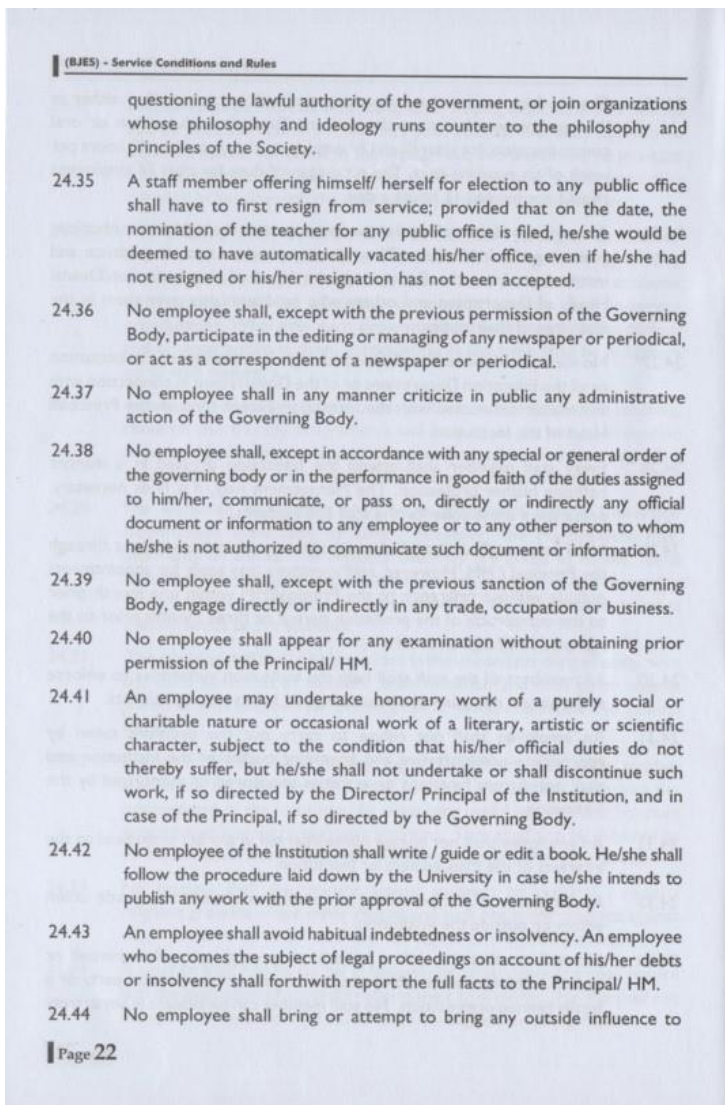 (BJES) - Service Conditions and Rules
questioning the lawful authority of the government, or join organizations
whose philosophy and ideology runs counter to the philosophy and
principles of the Society.
24.35 A staff member offering himself/ herself for election to any public office
shall have to first resign from service; provided that on the date, the
nomination of the teacher for any public office is filed, he/she would be
deemed to have automatically vacated his/her office, even if he/she had
not resigned or his/her resignation has not been accepted.
24.36 No employee shall, except with the previous permission of the Governing
Body, participate in the editing or managing of any newspaper or periodical,
or act as a correspondent of a newspaper or periodical.
24.37 No employee shall in any manner criticize in public any administrative
action of the Governing Body.
24.38 No employee shall, except in accordance with any special or general order of
the governing body or in the performance in good faith of the duties assigned
to him/her, communicate, or pass on, directly or indirectly any official
document or information to any employee or to any other person to whom
he/she is not authorized to communicate such document or information.
24.39 No employee shall, except with the previous sanction of the Governing
Body, engage directly or indirectly in any trade, occupation or business.
24.40 No employee shall appear for any examination without obtaining prior
permission of the Principal/ HM.
24.41 An employee may undertake honorary work of a purely social or
charitable nature or occasional work of a literary, artistic or scientific
character, subject to the condition that his/her official duties do not
thereby suffer, but he/she shall not undertake or shall discontinue such
work, if so directed by the Director/ Principal of the Institution, and in
case of the Principal, if so directed by the Governing Body.
24.42 No employee of the Institution shall write / guide or edit a book. He/she shall
follow the procedure laid down by the University in case he/she intends to
publish any work with the prior approval of the Governing Body.
24.43 An employee shall avoid habitual indebtedness or insolvency. An employee
who becomes the subject of legal proceedings on account of his/her debts
or insolvency shall forthwith report the full facts to the Principal/ HM.
24.44 No employee shall bring or attempt to bring any outside influence to
Page 22